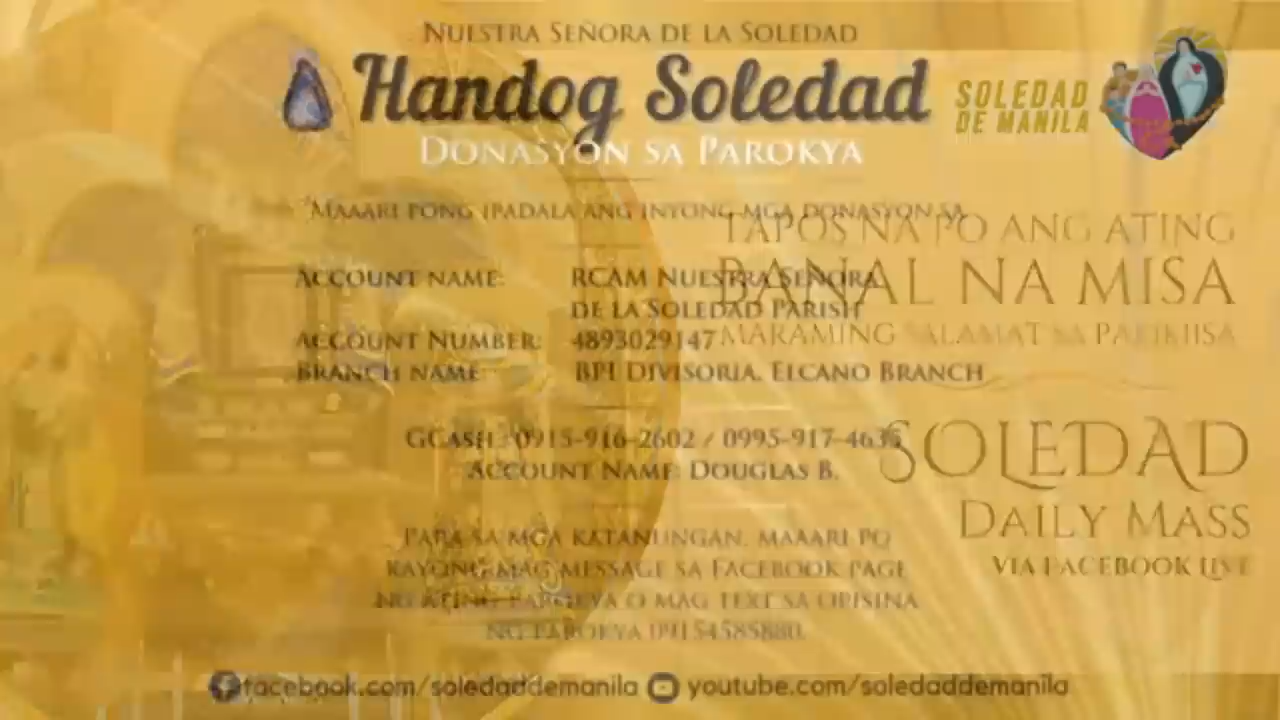 NUESTRA SEÑORA DE LA SOLEDAD
Handog Soledad
DONASYON SA PAROKYA
SOLEDAD
DE MANILA
"MAAARI PONG IPADALA ANG INYONG MGA DONASYON SA
ACCOUNT NAME: RCAM NUESTRA SEÑORA
DE LA SOLEDAD PARISH
ACCOUNT NUMBER: 4893029147
BRANCH NAME BPI DIVISORIA, ELCANO BRANCH
GCASH: 0915-916-2602 / 0995-917-4635
ACCOUNT NAME: DOUGLAS B.
PARA SA MGA KATANUNGAN, MAAARI PO
KAYONG MAG MESSAGE SA FACEBOOK PAGE
NG ATING PAROKYA O MAG TEXT SA OPISINA
NG PAROKYA 09154585880.
TAPOS NA PO ANG ATING
BANAL NA MISA
MARAMING SALAMAT SA PAKIKIISA
SOLEDAD
DAILY MASS
VIA FACEBOOK LIVE
facebook.com/soledaddemanila youtube.com/soledaddemanila